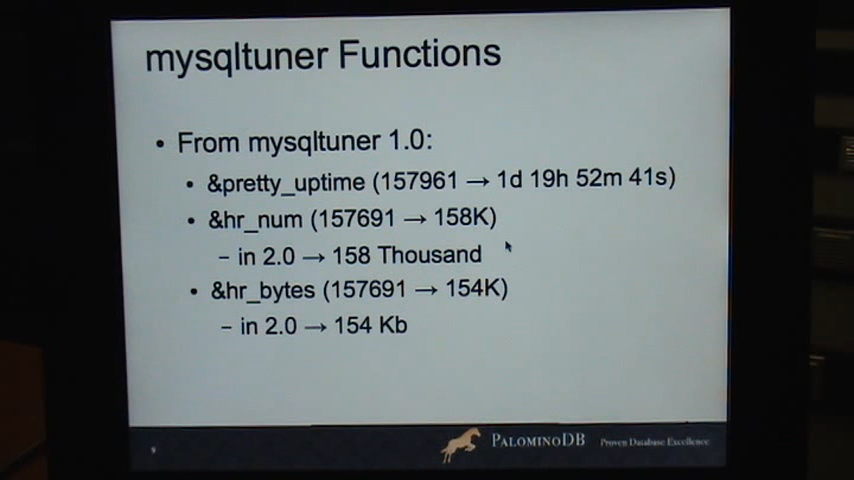 mysqltuner Functions
• From mysqltuner 1.0:
• &pretty_uptime (157961 → 1d 19h 52m 41s)
• &hr_num (157691 → 158K)
– in 2.0 → 158 Thousand
• &hr_bytes (157691 → 154K)
– in 2.0 → 154 Kb
9 PALOMINODB Proven Database Excellence